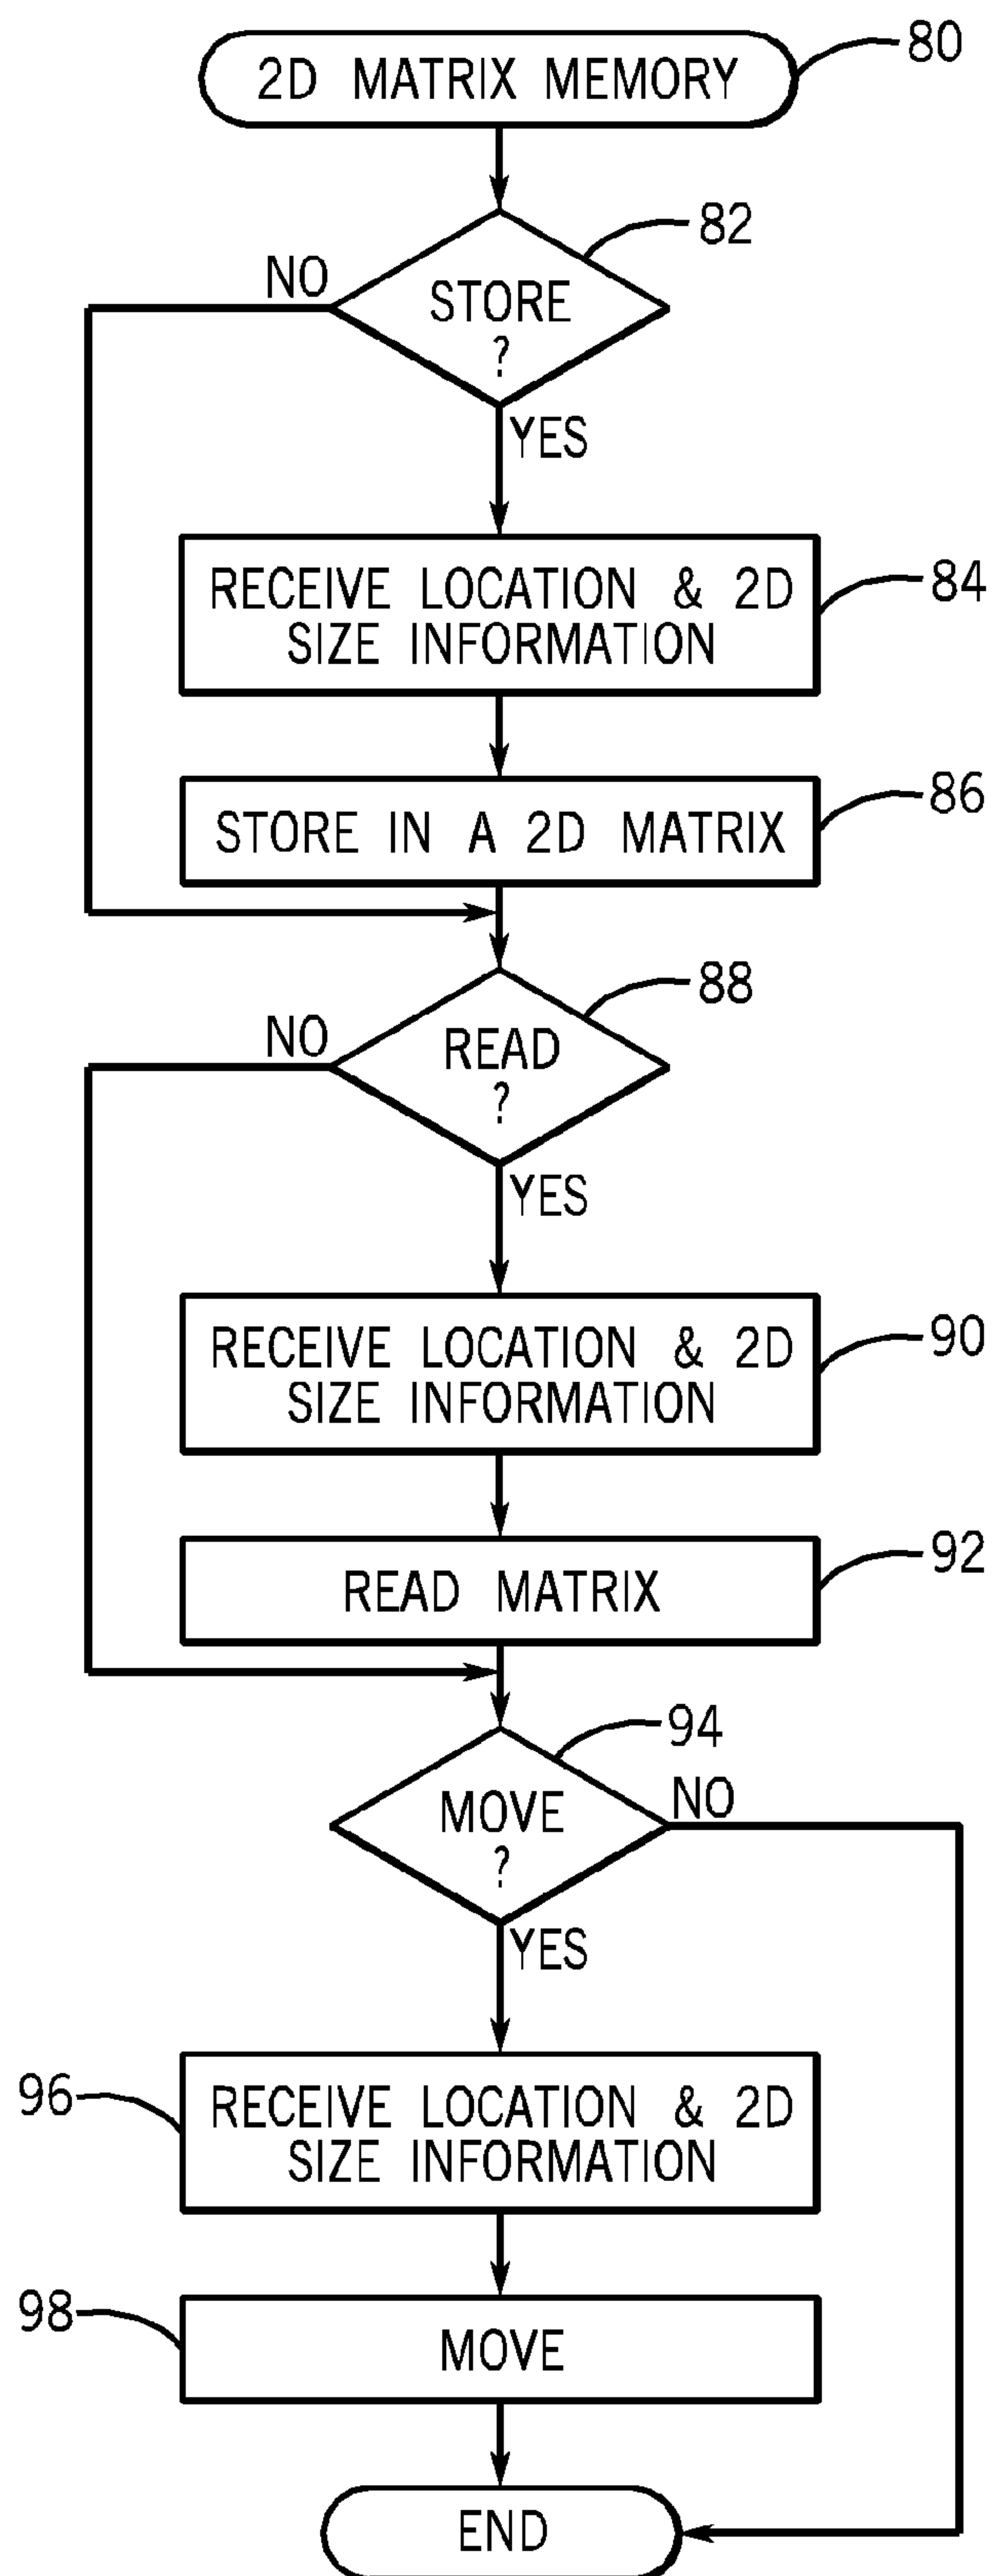 2D MATRIX MEMORY
80
82
NO
STORE
?
YES
RECEIVE LOCATION & 2D
SIZE INFORMATION
84
STORE IN A 2D MATRIX
86
88
NO
READ
?
YES
RECEIVE LOCATION & 2D
SIZE INFORMATION
90
READ MATRIX
92
94
MOVE
?
NO
YES
96
RECEIVE LOCATION & 2D
SIZE INFORMATION
98
MOVE
END